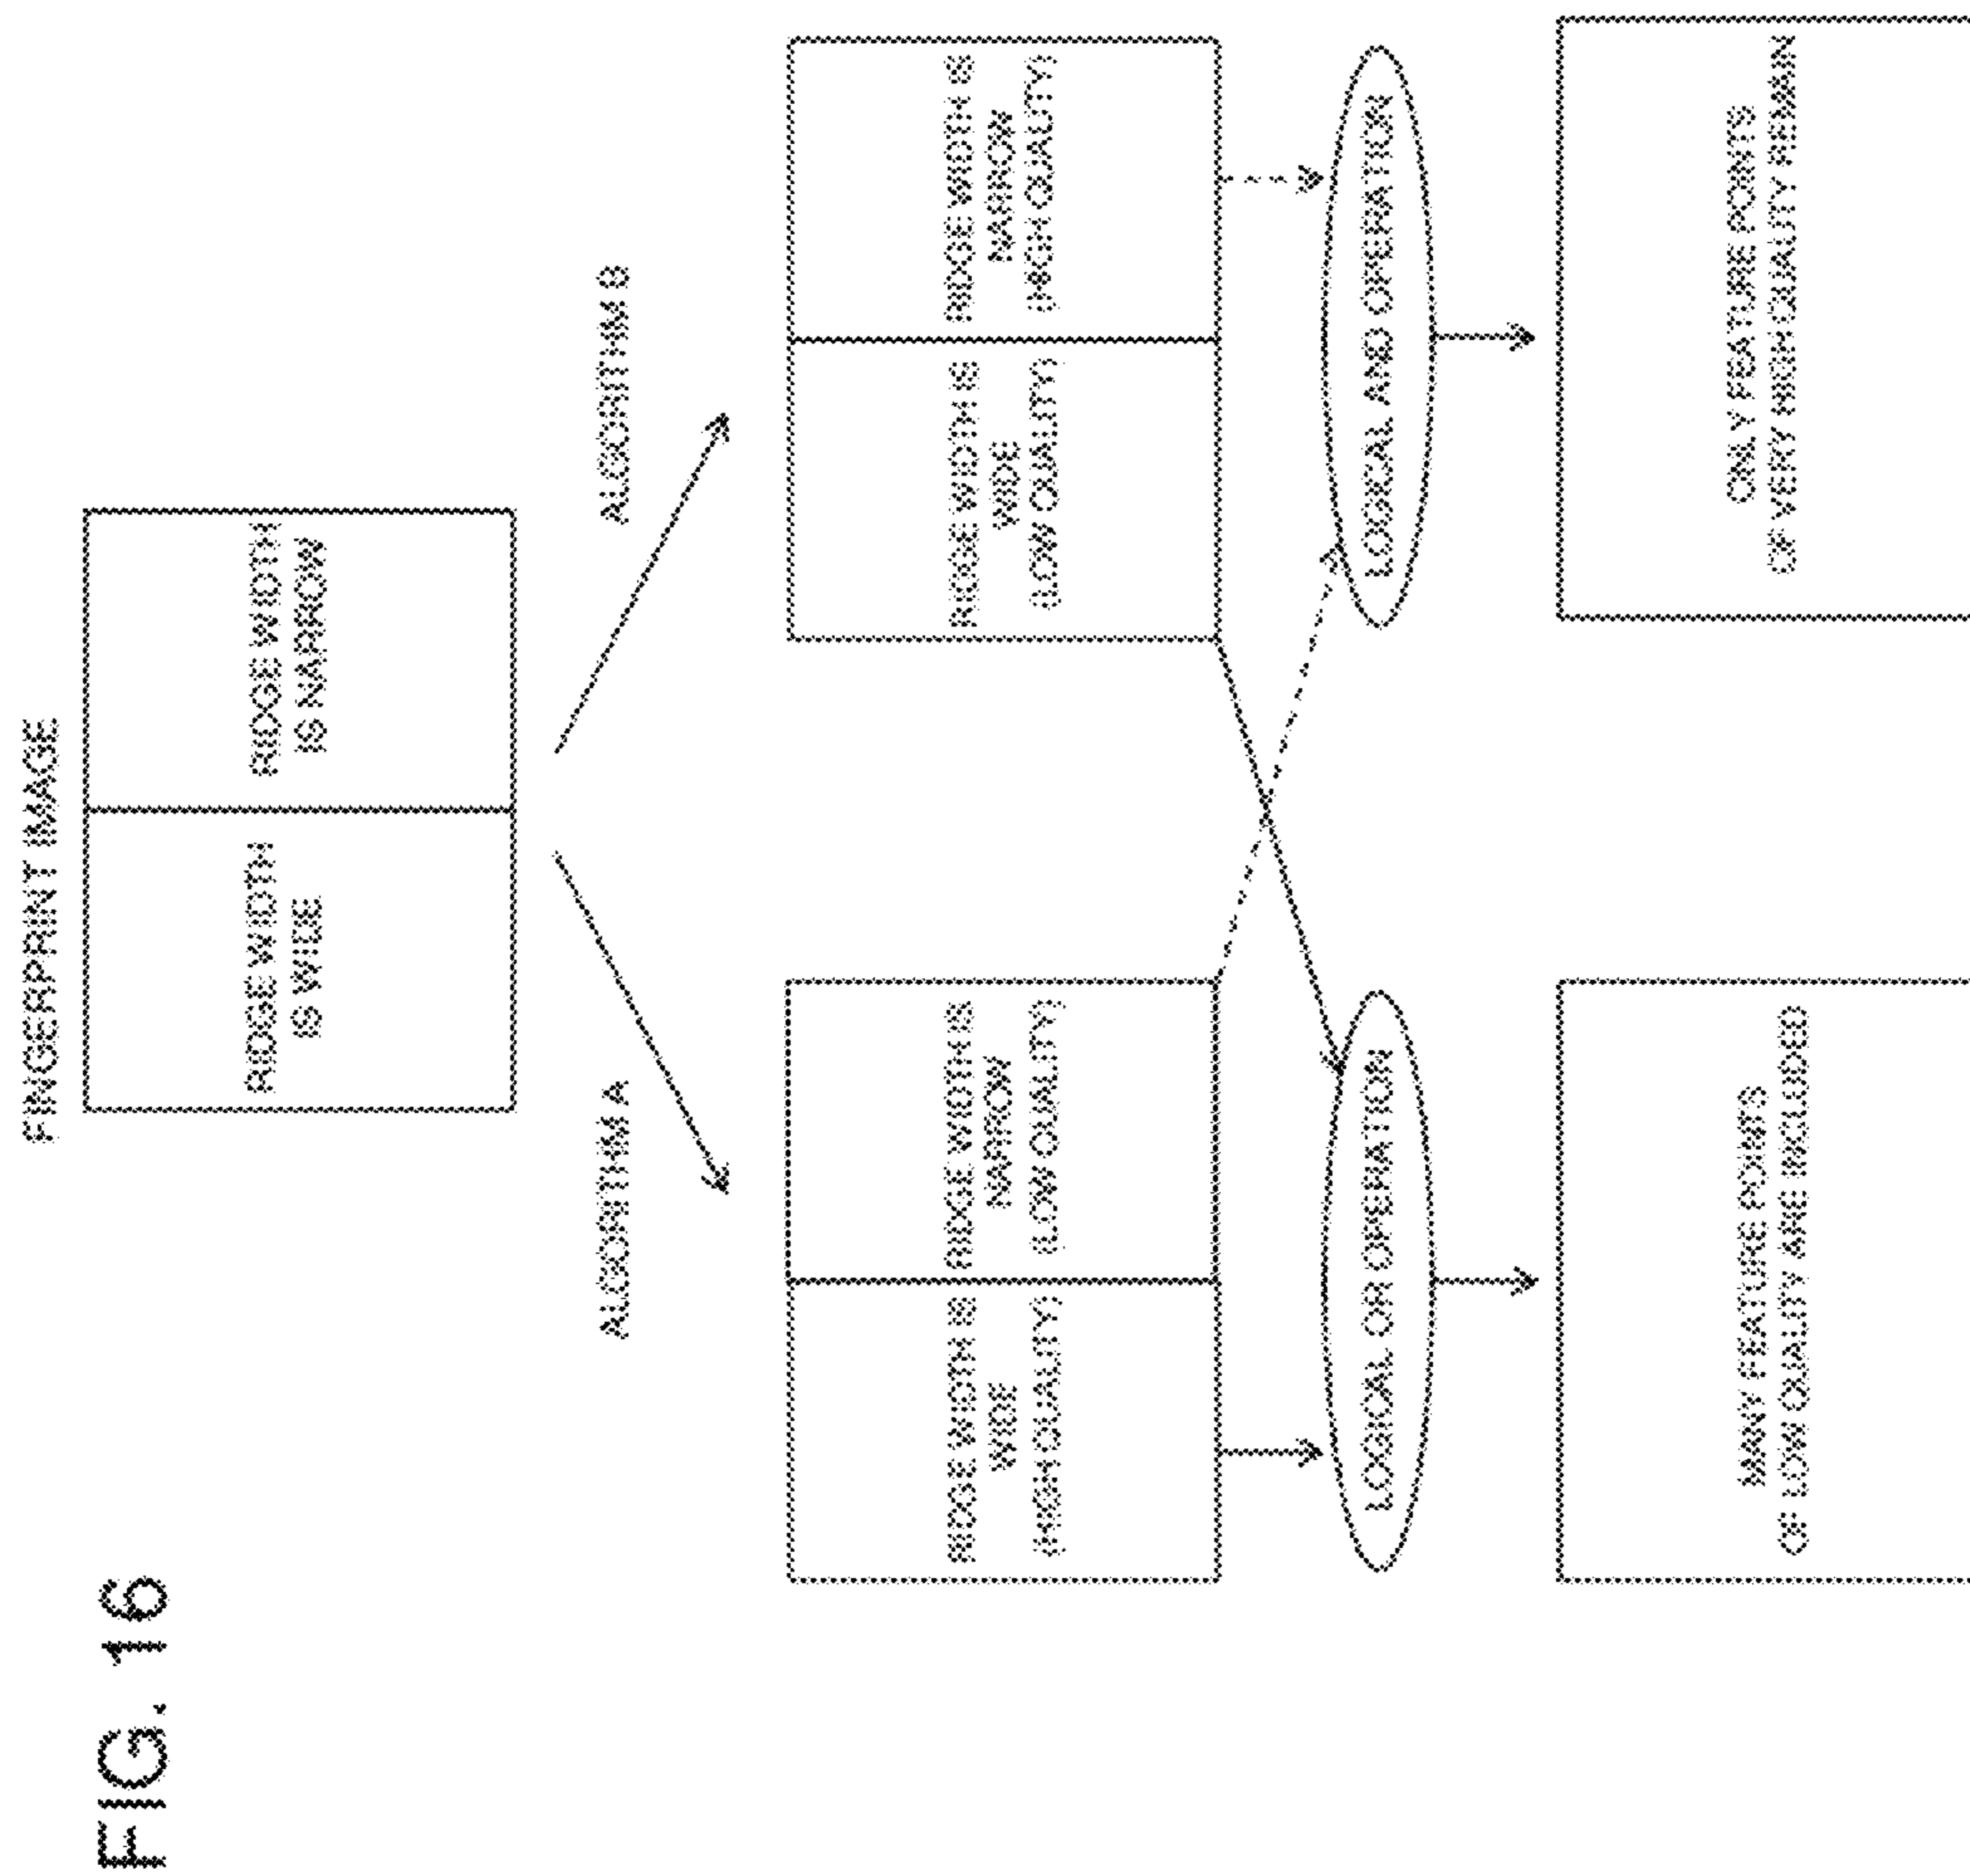 FIG. 16
FINGERPRINT IMAGE
RIDGE WIDTH
IS WIDE
RIDGE WIDTH
IS NARROW
ALGORITHM A
ALGORITHM B
RIDGE WIDTH IS
WIDE
(HIGH QUALITY)
RIDGE WIDTH IS
NARROW
(LOW QUALITY)
RIDGE WIDTH IS
WIDE
(LOW QUALITY)
RIDGE WIDTH IS
NARROW
(HIGH QUALITY)
LOGICAL OR OPERATION
LOGICAL AND OPERATION
MANY FEATURE POINTS
OF LOW QUALITY ARE INCLUDED
ONLY FEATURE POINTS
OF VERY HIGH QUALITY REMAIN